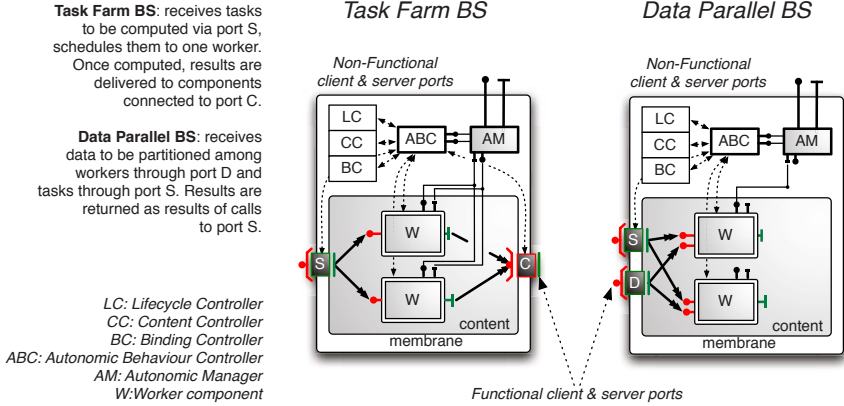 Task Farm BS: receives tasks
to be computed via port S,
schedules them to one worker.
Once computed, results are
delivered to components
connected to port C.
Data Parallel BS: receives
data to be partitioned among
workers through port D and
tasks through port S. Results are
returned as results of calls
to port S.
LC: Lifecycle Controller
CC: Content Controller
BC: Binding Controller
ABC: Autonomic Behaviour Controller
AM: Autonomic Manager
W:Worker component
Task Farm BS
Non-Functional
client & server ports
LC
CC
BC
ABC
AM
W
S
C
W
content
membrane
Data Parallel BS
Non-Functional
client & server ports
LC
CC
BC
ABC
AM
W
S
D
W
content
membrane
Functional client & server ports